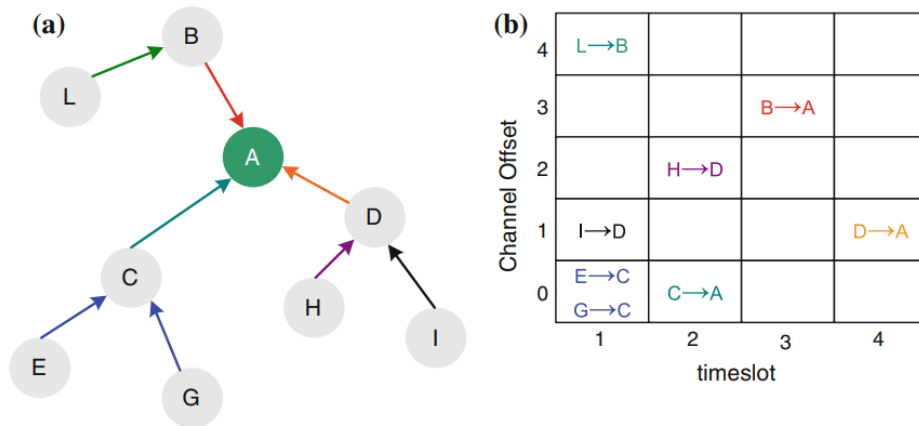 (a)
B
L
A
D
C
H
I
E
G
(b)
Channel Offset
4
L→B
3
B→A
2
H→D
1
I→D
D→A
0
E→C
G→C
C→A
1 2 3 4
timeslot